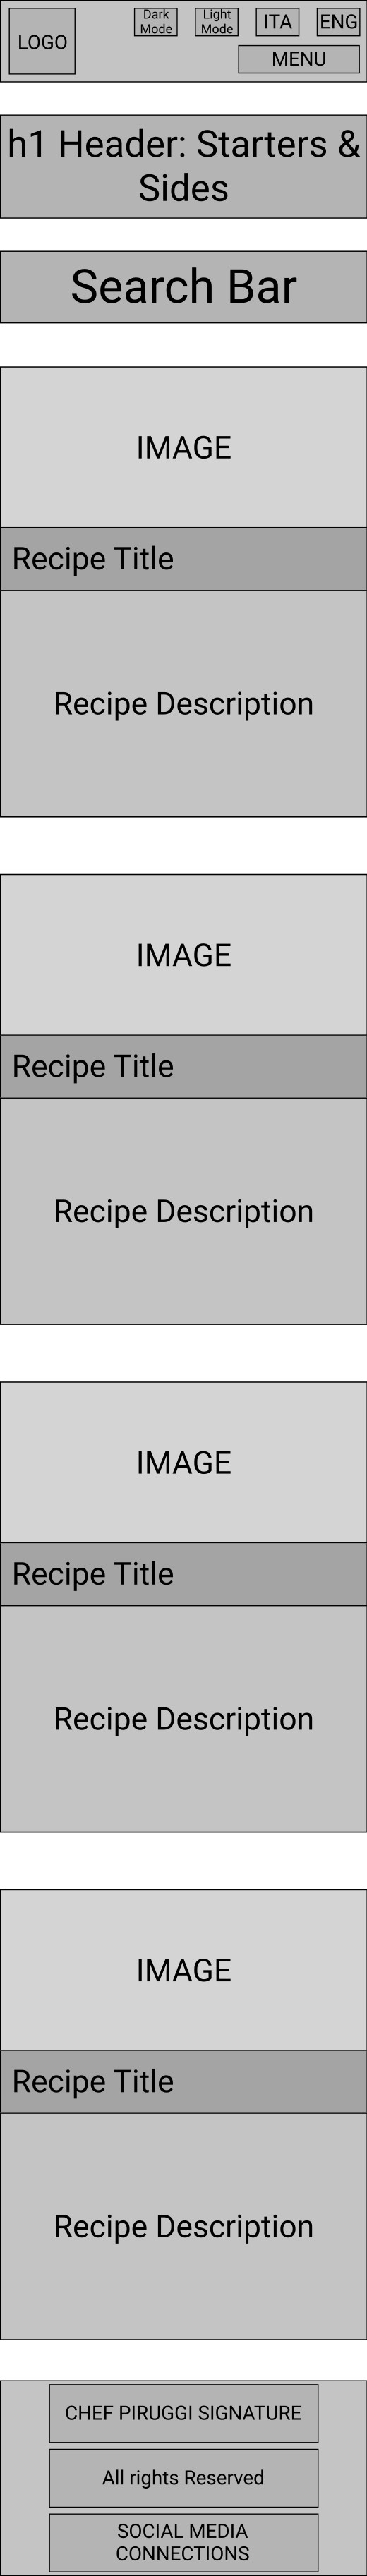 LOGO
Dark
Mode
Light
Mode
ITA
ENG
MENU
h1 Header: Starters &
Sides
Search Bar
IMAGE
Recipe Title
Recipe Description
IMAGE
Recipe Title
Recipe Description
IMAGE
Recipe Title
Recipe Description
IMAGE
Recipe Title
Recipe Description
CHEF PIRUGGI SIGNATURE
All rights Reserved
SOCIAL MEDIA
CONNECTIONS